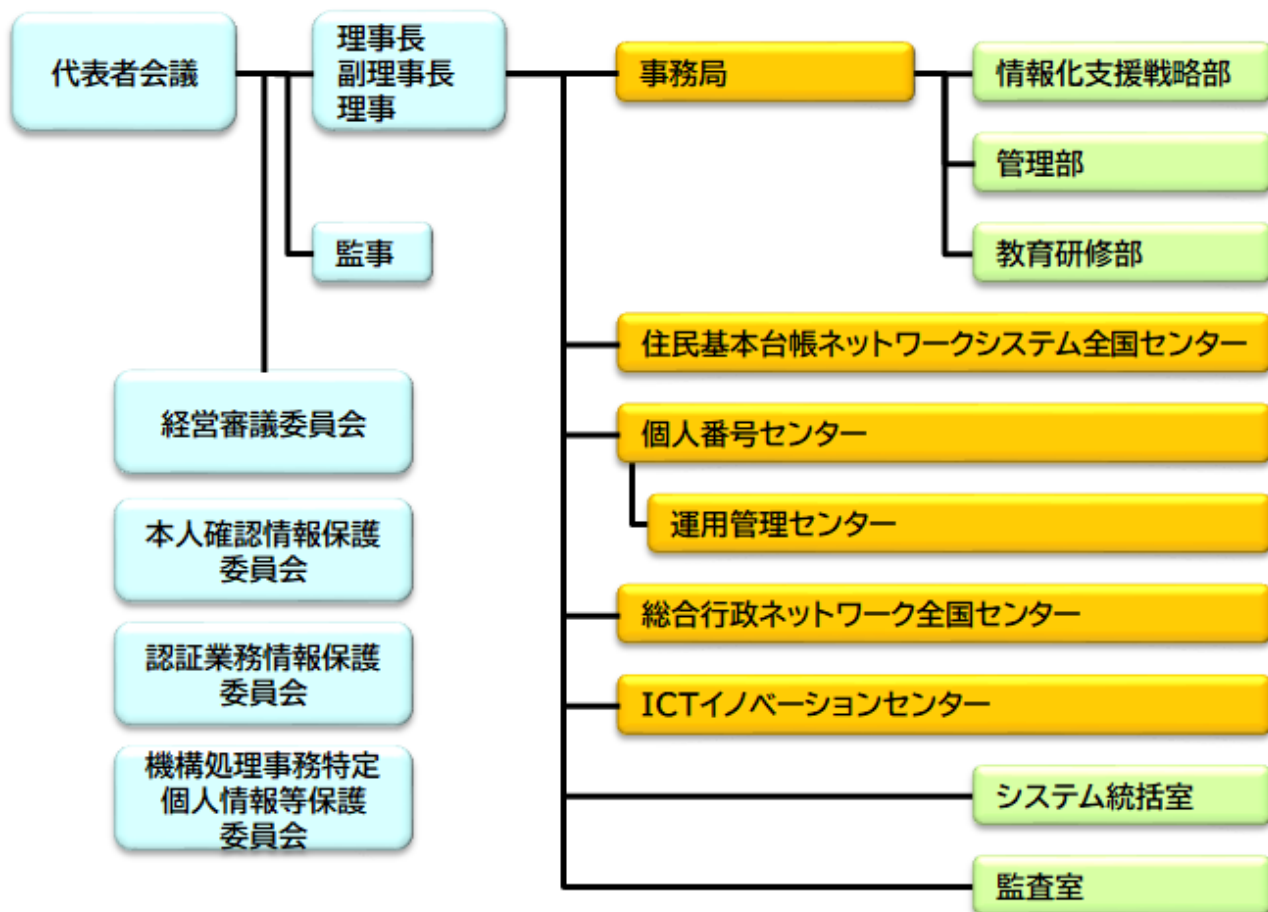 代表者会議
理事長
副理事長
理事
監事
経営審議委員会
本人確認情報保護
委員会
認証業務情報保護
委員会
機構処理事務特定
個人情報等保護
委員会
事務局
情報化支援戦略部
管理部
教育研修部
住民基本台帳ネットワークシステム全国センター
個人番号センター
運用管理センター
総合行政ネットワーク全国センター
ICTイノベーションセンター
システム統括室
監査室